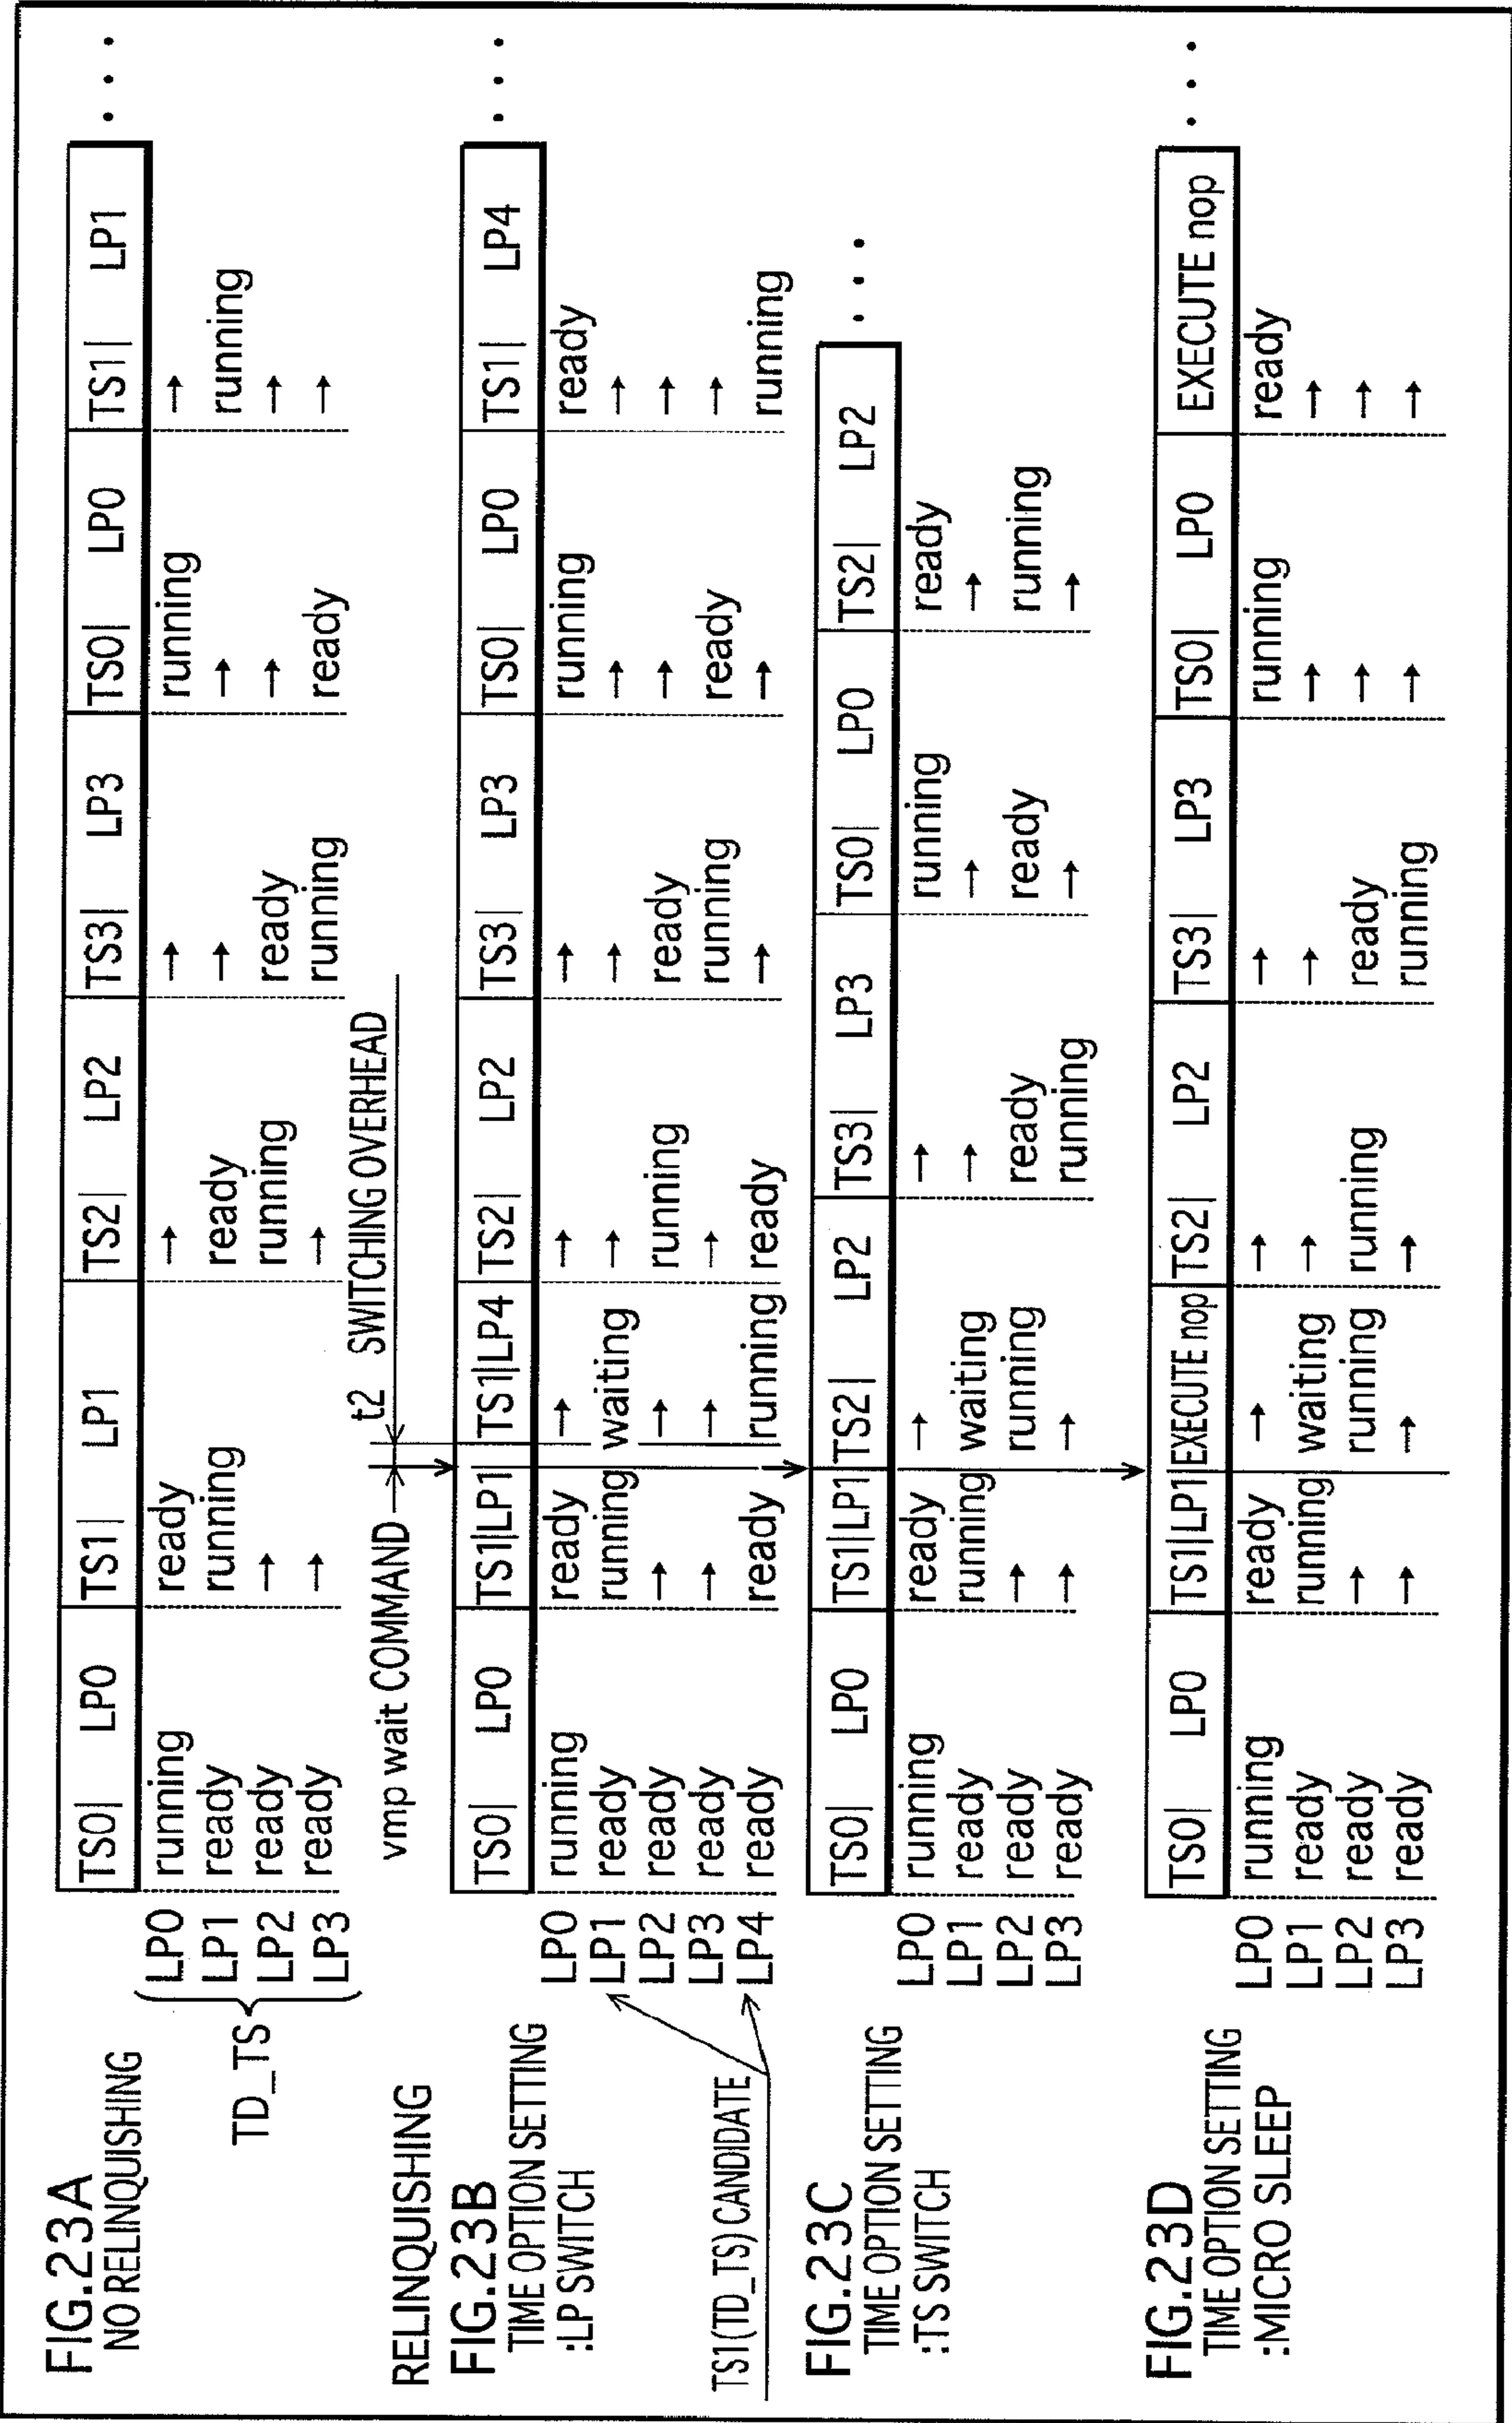 FIG.23A
NO RELINQUISHING
TS0| LP0 TS1| LP1 TS2| LP2 TS3| LP3 TS0| LP0 TS1| LP1 ...
TD_TS
LP0 running ready → → running →
LP1 ready running ready → → running
LP2 ready → running ready → →
LP3 ready → → running ready →
vmp wait COMMAND t2 SWITCHING OVERHEAD
RELINQUISHING
FIG.23B
TIME OPTION SETTING
:LP SWITCH
TS0| LP0 TS1|LP1 TS1|LP4 TS2| LP2 TS3| LP3 TS0| LP0 TS1| LP4 ...
LP0 running ready → → → running ready
LP1 ready running waiting → → → →
LP2 ready → → running ready → →
LP3 ready → → → running ready →
LP4 ready ready running ready → → running
TS1(TD_TS) CANDIDATE
FIG.23C
TIME OPTION SETTING
:TS SWITCH
TS0| LP0 TS1|LP1 TS2| LP2 TS3| LP3 TS0| LP0 TS2| LP2 ...
LP0 running ready → → running ready
LP1 ready running waiting → → →
LP2 ready → running ready ready running
LP3 ready → → running → →
FIG.23D
TIME OPTION SETTING
:MICRO SLEEP
TS0| LP0 TS1|LP1|EXECUTE nop TS2| LP2 TS3| LP3 TS0| LP0 EXECUTE nop ...
LP0 running ready → → → running ready
LP1 ready running waiting → → → →
LP2 ready → running running ready → →
LP3 ready → → → running → →